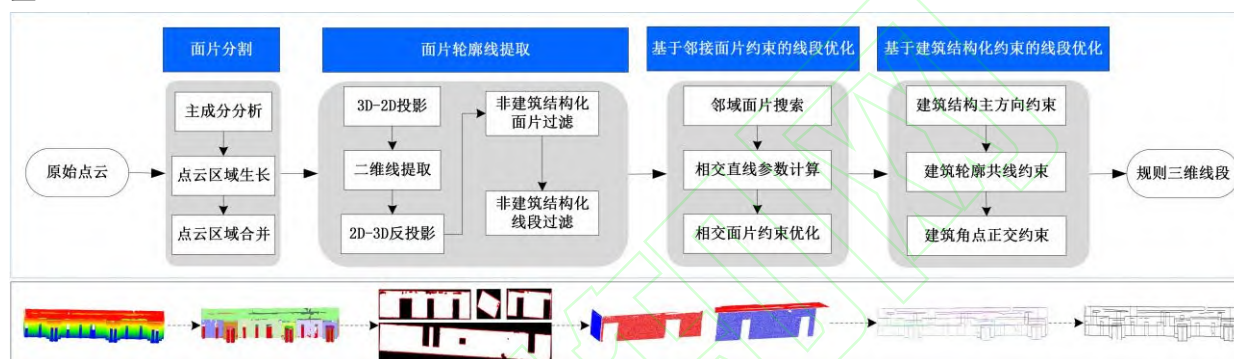 面片分割
面片轮廓线提取
基于邻接面片约束的线段优化
基于建筑结构化约束的线段优化
原始点云
主成分分析
点云区域生长
点云区域合并
3D-2D投影
二维线提取
2D-3D反投影
非建筑结构化
面片过滤
非建筑结构化
线段过滤
邻域面片搜索
相交直线参数计算
相交面片约束优化
建筑结构主方向约束
建筑轮廓共线约束
建筑角点正交约束
规则三维线段